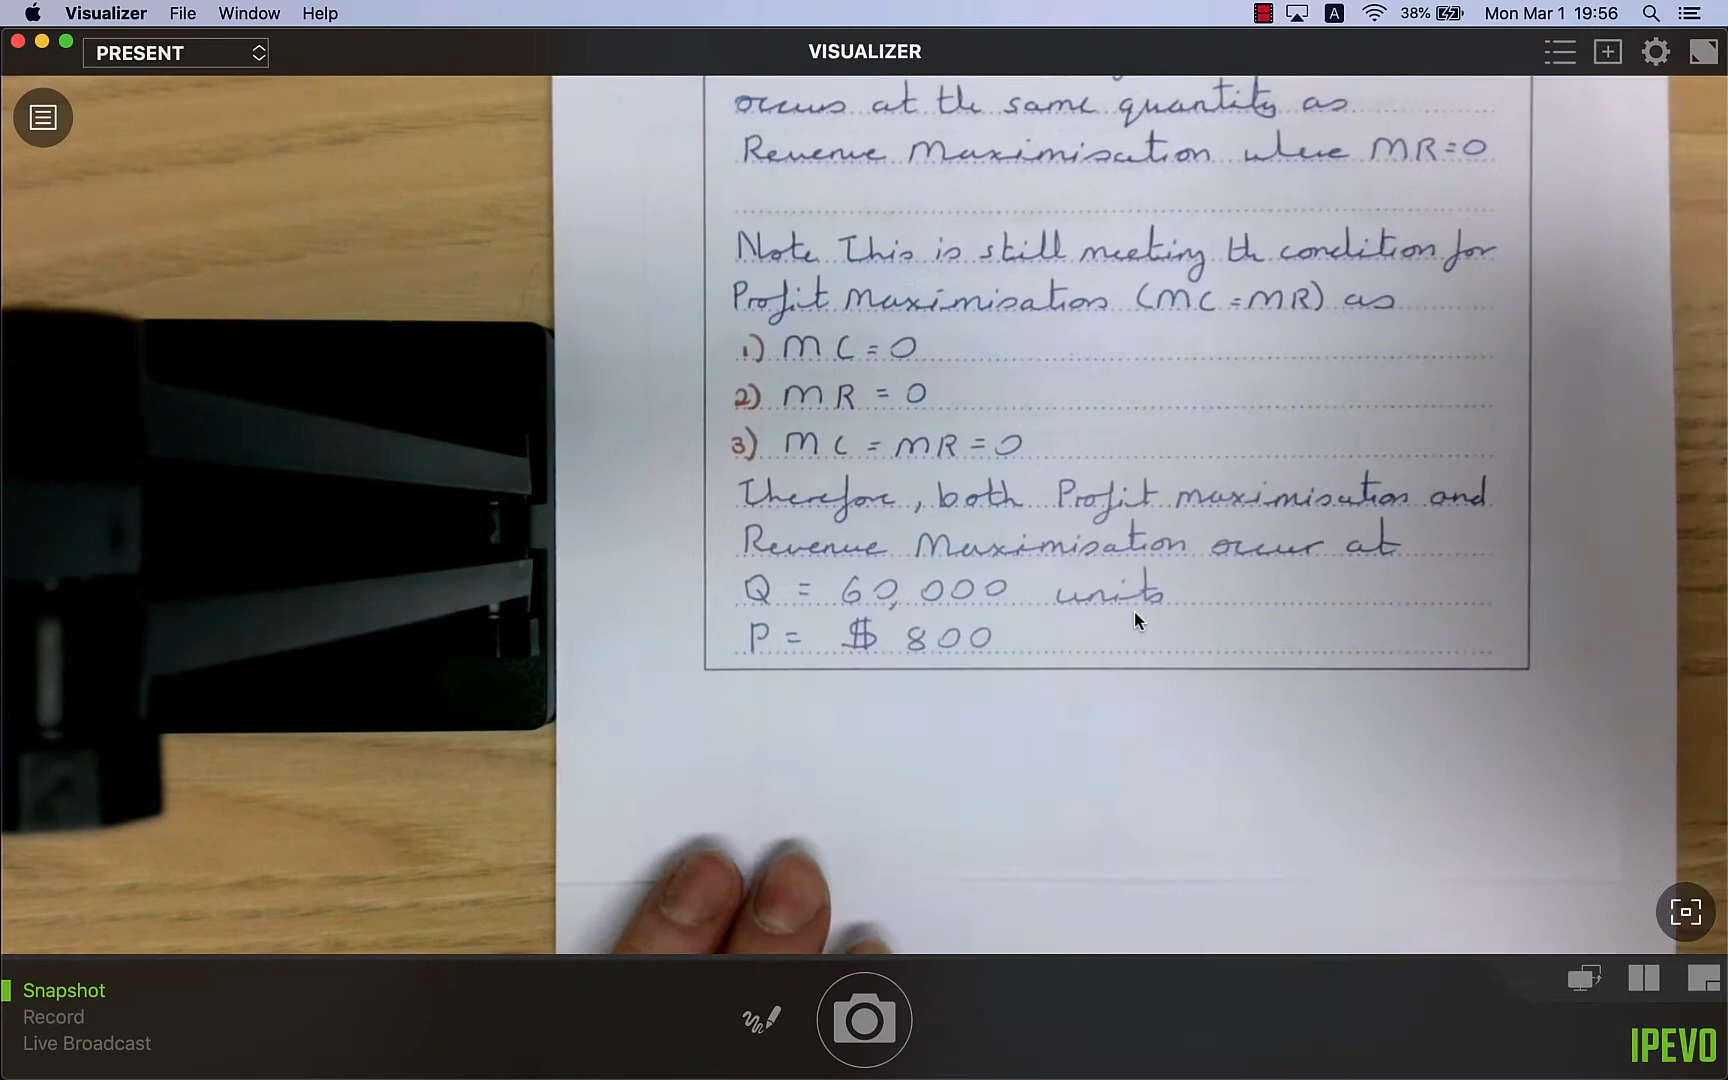 Visualizer File Window Help A 38% Mon Mar 1 19:56
PRESENT VISUALIZER
occurs at th same quantity as
Revenue Maximisation where MR=0
Note This is still meeting th condition for
Profit Maximisation (MC=MR) as
1) MC=0
2) MR=0
3) MC=MR=0
Therefore, both Profit maximisation and
Revenue Maximisation occur at
Q = 60,000 units
P = $ 800
Snapshot
Record
Live Broadcast
IPEVO